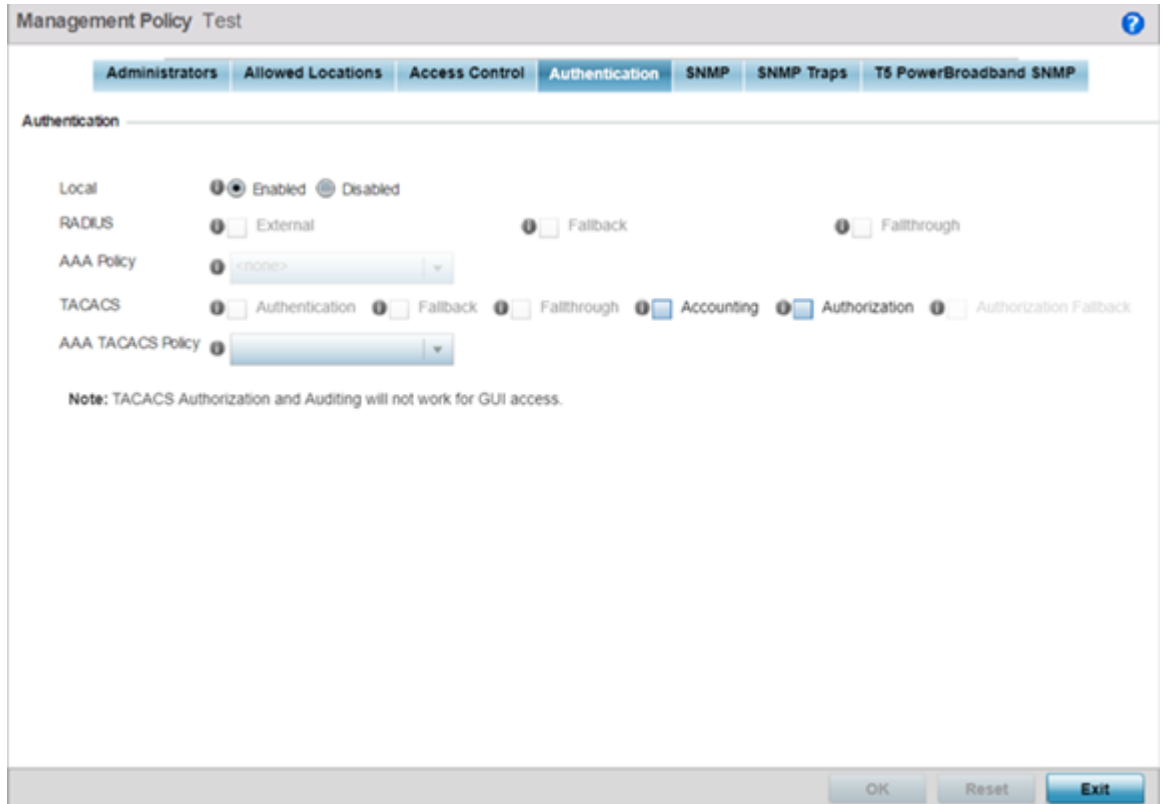 Management Policy Test
?
Administrators Allowed Locations Access Control Authentication SNMP SNMP Traps T5 PowerBroadband SNMP
Authentication
Local Enabled Disabled
RADIUS External Fallback Fallthrough
AAA Policy <none>
TACACS Authentication Fallback Fallthrough Accounting Authorization Authorization Fallback
AAA TACACS Policy
Note: TACACS Authorization and Auditing will not work for GUI access.
OK Reset Exit